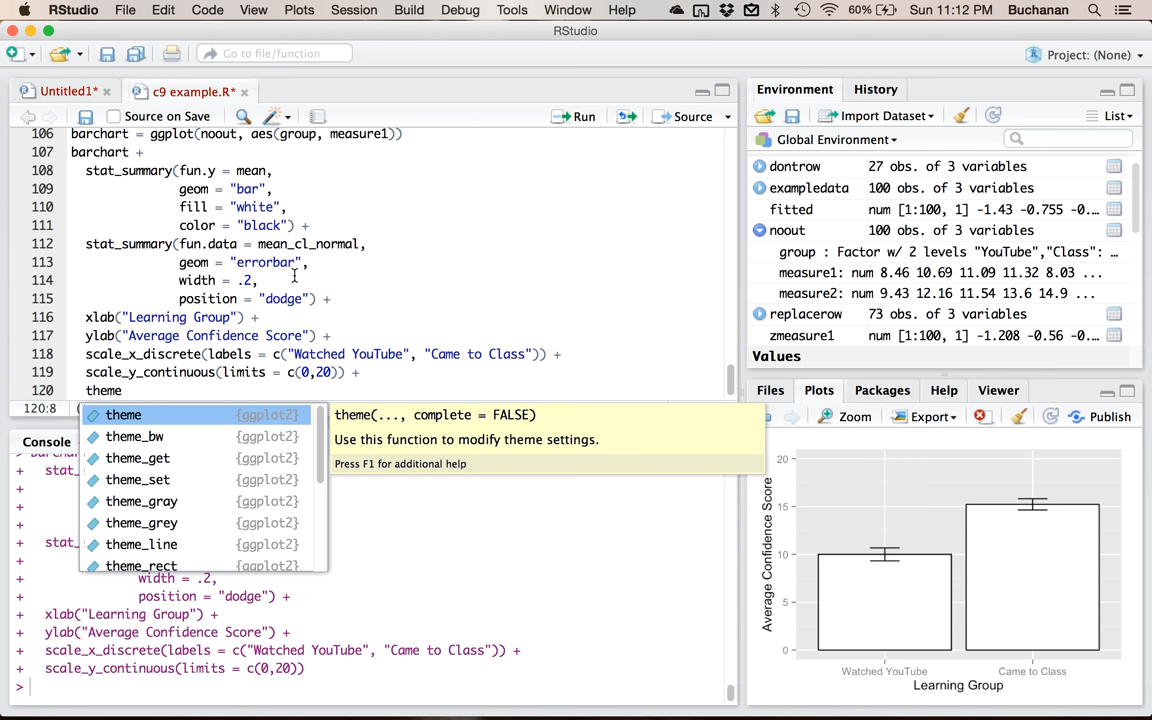 RStudio File Edit Code View Plots Session Build Debug Tools Window Help 60% Sun 11:12 PM Buchanan
RStudio
Go to file/function Project: (None)
Untitled1* c9 example.R*
Source on Save Run Source
106 barchart = ggplot(noout, aes(group, measure1))
107 barchart +
108 stat_summary(fun.y = mean,
109 geom = "bar",
110 fill = "white",
111 color = "black") +
112 stat_summary(fun.data = mean_cl_normal,
113 geom = "errorbar",
114 width = .2,
115 position = "dodge") +
116 xlab("Learning Group") +
117 ylab("Average Confidence Score") +
118 scale_x_discrete(labels = c("Watched YouTube", "Came to Class")) +
119 scale_y_continuous(limits = c(0,20)) +
120 theme
120:8
theme {ggplot2}
theme_bw {ggplot2}
theme_get {ggplot2}
theme_set {ggplot2}
theme_gray {ggplot2}
theme_grey {ggplot2}
theme_line {ggplot2}
theme_rect {ggplot2}
theme(..., complete = FALSE)
Use this function to modify theme settings.
Press F1 for additional help
Console
+ stat_
+
+
+
+ stat_
+
+ width = .2,
+ position = "dodge") +
+ xlab("Learning Group") +
+ ylab("Average Confidence Score") +
+ scale_x_discrete(labels = c("Watched YouTube", "Came to Class")) +
+ scale_y_continuous(limits = c(0,20))
>
Environment History
Import Dataset List
Global Environment
dontrow 27 obs. of 3 variables
exampledata 100 obs. of 3 variables
fitted num [1:100, 1] -1.43 -0.755 -0...
noout 100 obs. of 3 variables
group : Factor w/ 2 levels "YouTube","Class": ...
measure1: num 8.46 10.69 11.09 11.32 8.03 ...
measure2: num 9.43 12.16 11.54 13.6 14.9 ...
replacerow 73 obs. of 3 variables
zmeasure1 num [1:100, 1] -1.208 -0.56 -0...
Values
Files Plots Packages Help Viewer
Zoom Export Publish
20
15
10
5
0
Average Confidence Score
Watched YouTube Came to Class
Learning Group